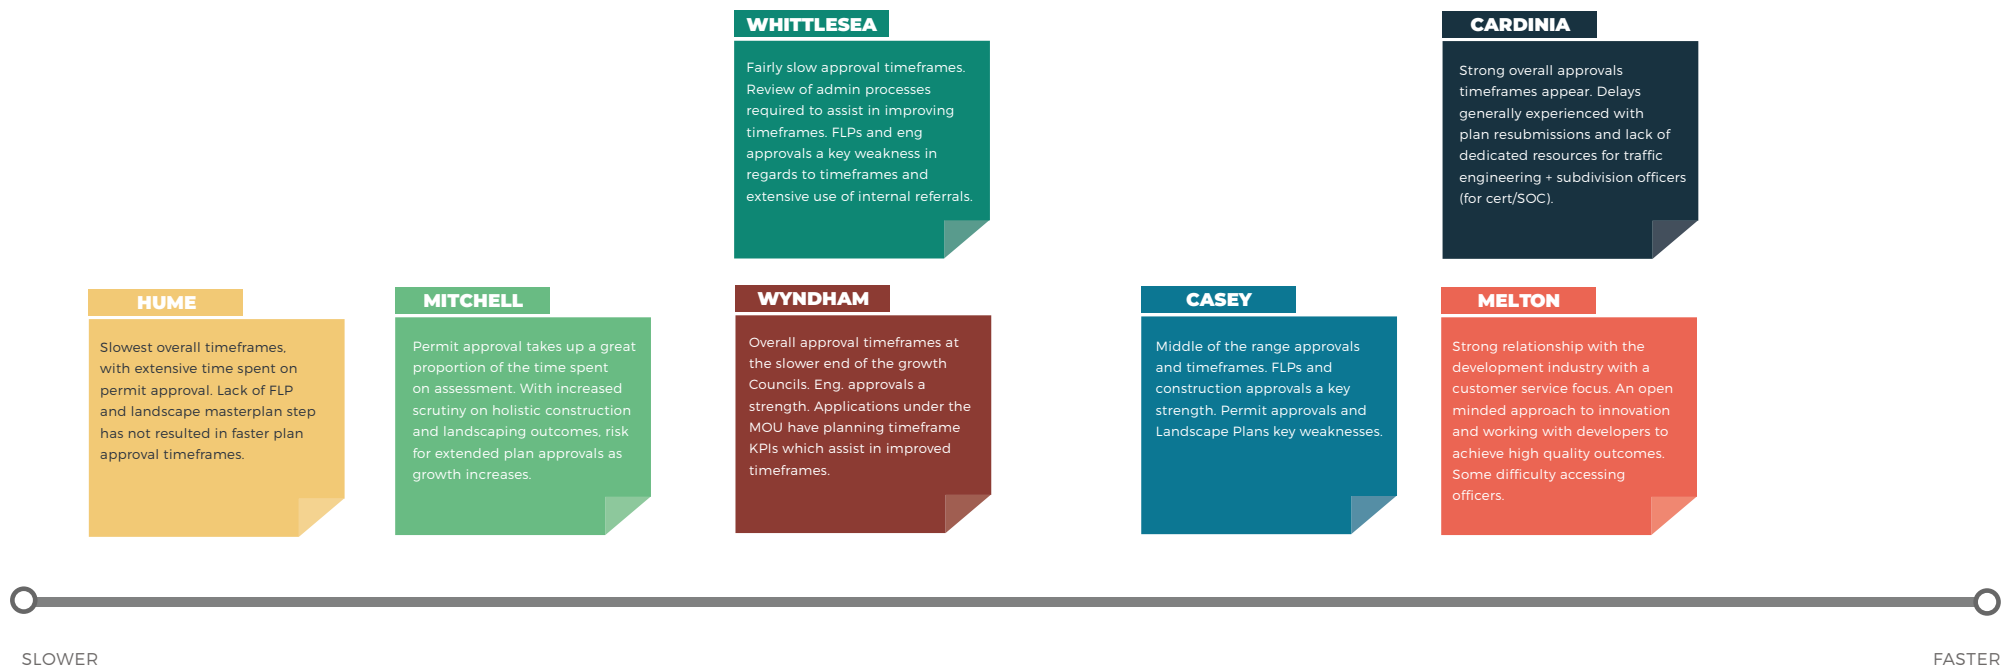 WHITTLESEA
Fairly slow approval timeframes.
Review of admin processes
required to assist in improving
timeframes. FLPs and eng
approvals a key weakness in
regards to timeframes and
extensive use of internal referrals.
CARDINIA
Strong overall approvals
timeframes appear. Delays
generally experienced with
plan resubmissions and lack of
dedicated resources for traffic
engineering + subdivision officers
(for cert/SOC).
HUME
Slowest overall timeframes,
with extensive time spent on
permit approval. Lack of FLP
and landscape masterplan step
has not resulted in faster plan
approval timeframes.
MITCHELL
Permit approval takes up a great
proportion of the time spent
on assessment. With increased
scrutiny on holistic construction
and landscaping outcomes, risk
for extended plan approvals as
growth increases.
WYNDHAM
Overall approval timeframes at
the slower end of the growth
Councils. Eng. approvals a
strength. Applications under the
MOU have planning timeframe
KPIs which assist in improved
timeframes.
CASEY
Middle of the range approvals
and timeframes. FLPs and
construction approvals a key
strength. Permit approvals and
Landscape Plans key weaknesses.
MELTON
Strong relationship with the
development industry with a
customer service focus. An open
minded approach to innovation
and working with developers to
achieve high quality outcomes.
Some difficulty accessing
officers.
SLOWER
FASTER